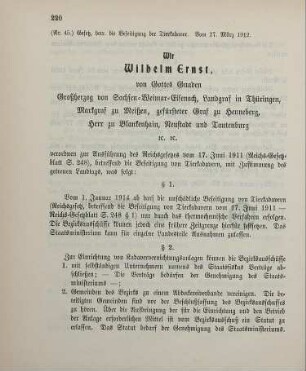 220
(Nr. 45.) Gesetz, betr. die Beseitigung der Tierkadaver. Vom 27. März 1912.
Wir
Wilhelm Ernst,
von Gottes Gnaden
Großherzog von Sachsen-Weimar-Eisenach, Landgraf in Thüringen,
Markgraf zu Meißen, gefürsteter Graf zu Henneberg,
Herr zu Blankenhain, Neustadt und Tautenburg
ꝛc. ꝛc.
verordnen zur Ausführung des Reichsgesetzes vom 17. Juni 1911 (Reichs-Gesetz-
blatt S. 248), betreffend die Beseitigung von Tierkadavern, mit Zustimmung des
getreuen Landtags, was folgt:
§ 1.
Vom 1. Januar 1914 ab darf die unschädliche Beseitigung von Tierkadavern
(Reichsgesetz, betreffend die Beseitigung von Tierkadavern vom 17. Juni 1911 —
Reichs-Gesetzblatt S. 248 § 1) nur durch das thermochemische Verfahren erfolgen.
Die Bezirksausschüsse können jedoch einen früheren Zeitpunkt hierfür festsetzen. Das
Staatsministerium kann für einzelne Landesteile Ausnahmen zulassen.
§ 2.
Zur Einrichtung von Kadaververnichtungsanlagen können die Bezirksausschüsse
1. mit selbständigen Unternehmern namens des Bezirks Verträge ab-
schließen; — die Verträge bedürfen der Genehmigung des Staats-
ministeriums —;
2. Gemeinden des Bezirks zu einem Abdeckereiverbande vereinigen. Die be-
teiligten Gemeinden sind vor der Beschlußfassung des Bezirksausschusses zu
hören. Über die Aufbringung der für die Einrichtung und den Betrieb
der Anlage erforderlichen Mittel ist vom Bezirksausschuß ein Statut zu
erlassen. Das Statut bedarf der Genehmigung des Staatsministeriums.